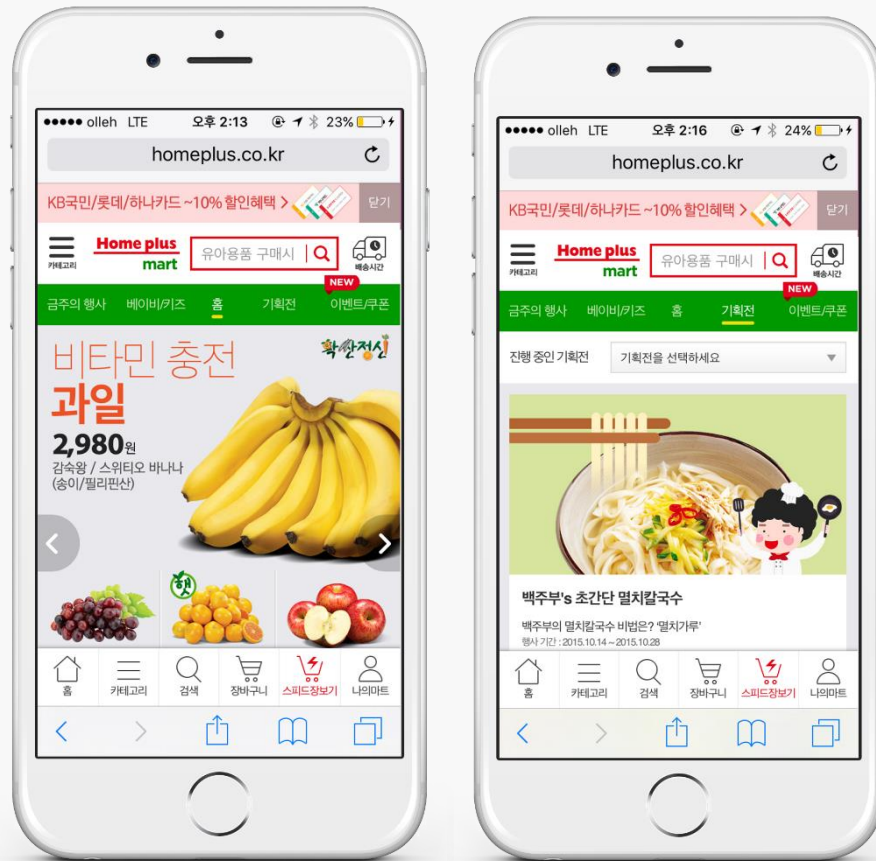 olleh LTE 오후 2:13 23%
homeplus.co.kr
KB국민/롯데/하나카드 ~10% 할인혜택 > 닫기
카테고리
Home plus
mart
유아용품 구매시
배송시간
NEW
금주의 행사 베이비/키즈 홈 기획전 이벤트/쿠폰
비타민 충전
과일
확싼정신
2,980원
감숙왕 / 스위티오 바나나
(송이/필리핀산)
햇
홈 카테고리 검색 장바구니 스피드장보기 나의마트
olleh LTE 오후 2:16 24%
homeplus.co.kr
KB국민/롯데/하나카드 ~10% 할인혜택 > 닫기
카테고리
Home plus
mart
유아용품 구매시
배송시간
NEW
금주의 행사 베이비/키즈 홈 기획전 이벤트/쿠폰
진행 중인 기획전 기획전을 선택하세요
백주부's 초간단 멸치칼국수
백주부의 멸치칼국수 비법은? '멸치가루'
행사 기간 : 2015.10.14 ~ 2015.10.28
홈 카테고리 검색 장바구니 스피드장보기 나의마트